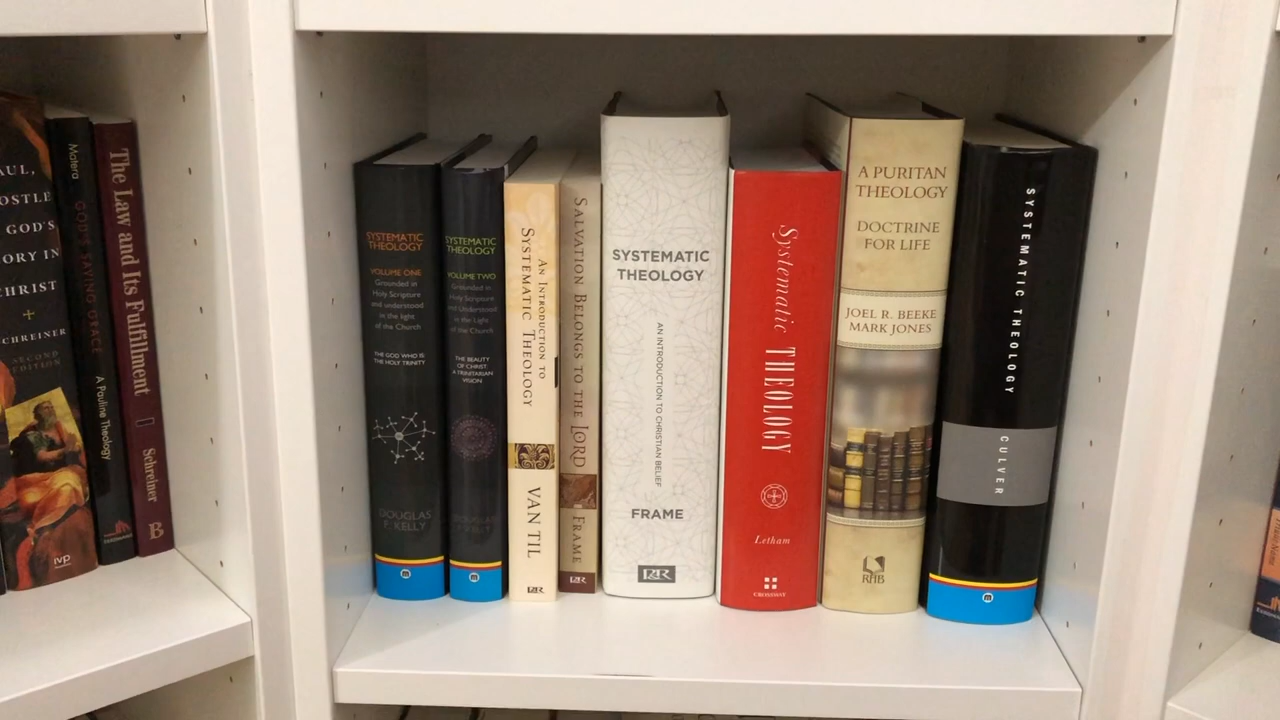 AUL,
OSTLE
GOD'S
ORY IN
CHRIST
CHREINER
SECOND
EDITION
ivp
Matera
GOD'S SAVING GRACE
A Pauline Theology
EERDMANS
The Law and Its Fulfillment
Schreiner
B
SYSTEMATIC
THEOLOGY
VOLUME ONE
Grounded in
Holy Scripture
and understood
in the light
of the Church
THE GOD WHO IS
THE HOLY TRINITY
DOUGLAS
F. KELLY
m
SYSTEMATIC
THEOLOGY
VOLUME TWO
Grounded in
Holy Scripture
and Understood
in the Light
of the Church
THE BEAUTY
OF CHRIST:
A TRINITARIAN
VISION
DOUGLAS
F. KELLY
m
AN INTRODUCTION TO
SYSTEMATIC THEOLOGY
VAN TIL
P&R
SALVATION BELONGS TO THE LORD
FRAME
P&R
SYSTEMATIC
THEOLOGY
AN INTRODUCTION TO CHRISTIAN BELIEF
FRAME
P&R
Systematic THEOLOGY
Letham
CROSSWAY
A PURITAN
THEOLOGY
DOCTRINE
FOR LIFE
JOEL R. BEEKE
MARK JONES
RHB
SYSTEMATIC THEOLOGY
CULVER
m